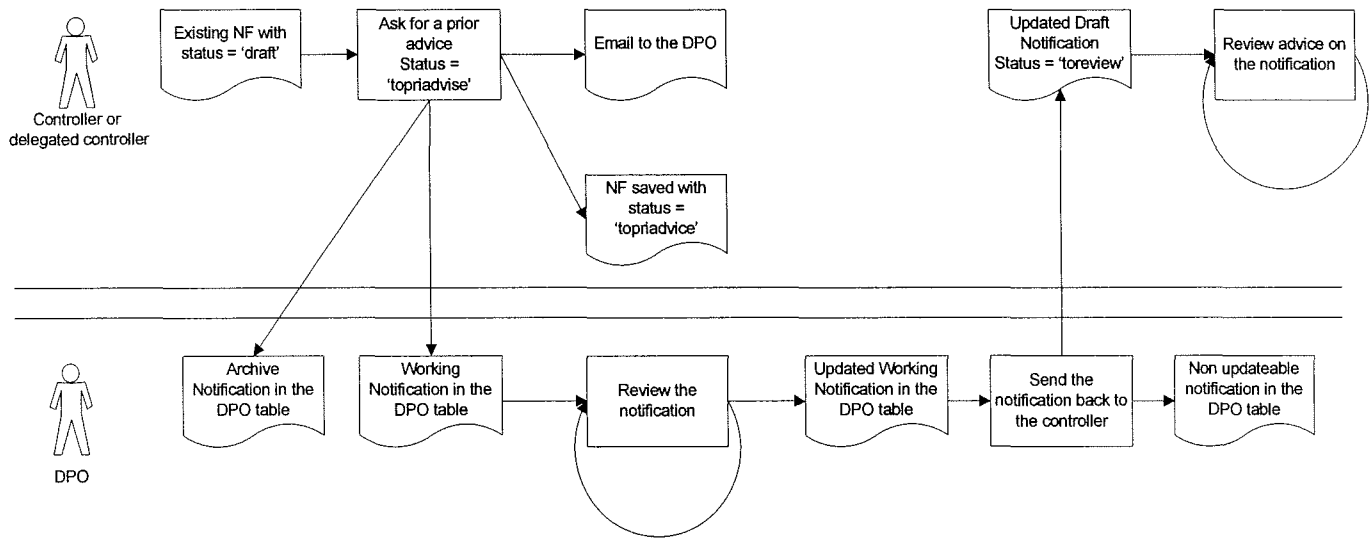 Existing NF with
status = 'draft'
Ask for a prior
advice
Status =
'topriadvise'
Email to the DPO
Updated Draft
Notification
Status = 'toreview'
Review advice on
the notification
Controller or
delegated controller
NF saved with
status =
'topriadvice'
Archive
Notification in the
DPO table
Working
Notification in the
DPO table
Review the
notification
Updated Working
Notification in the
DPO table
Send the
notification back to
the controller
Non updateable
notification in the
DPO table
DPO